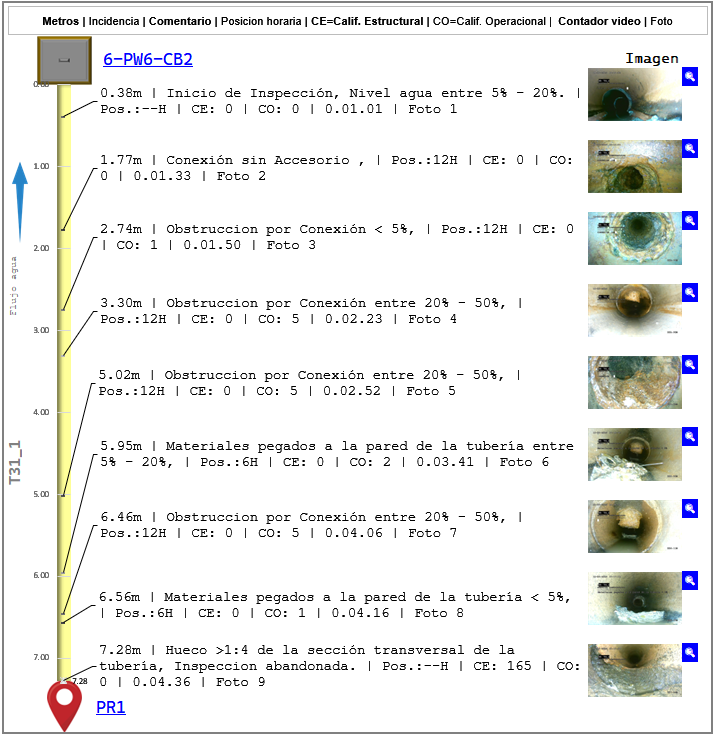 Metros | Incidencia | Comentario | Posicion horaria | CE=Calif. Estructural | CO=Calif. Operacional | Contador video | Foto
6-PW6-CB2
Imagen
0.00
0.38m | Inicio de Inspección, Nivel agua entre 5% - 20%. |
Pos.:--H | CE: 0 | CO: 0 | 0.01.01 | Foto 1
1.00
1.77m | Conexión sin Accesorio , | Pos.:12H | CE: 0 | CO:
0 | 0.01.33 | Foto 2
2.00
2.74m | Obstruccion por Conexión < 5%, | Pos.:12H | CE: 0
| CO: 1 | 0.01.50 | Foto 3
Flujo agua
3.00
3.30m | Obstruccion por Conexión entre 20% - 50%, |
Pos.:12H | CE: 0 | CO: 5 | 0.02.23 | Foto 4
5.02m | Obstruccion por Conexión entre 20% - 50%, |
Pos.:12H | CE: 0 | CO: 5 | 0.02.52 | Foto 5
4.00
T31_1
5.95m | Materiales pegados a la pared de la tubería entre
5% - 20%, | Pos.:6H | CE: 0 | CO: 2 | 0.03.41 | Foto 6
5.00
6.46m | Obstruccion por Conexión entre 20% - 50%, |
Pos.:12H | CE: 0 | CO: 5 | 0.04.06 | Foto 7
6.00
6.56m | Materiales pegados a la pared de la tubería < 5%,
| Pos.:6H | CE: 0 | CO: 1 | 0.04.16 | Foto 8
7.00
7.28m | Hueco >1:4 de la sección transversal de la
tubería, Inspeccion abandonada. | Pos.:--H | CE: 165 | CO:
0 | 0.04.36 | Foto 9
7.28
PR1